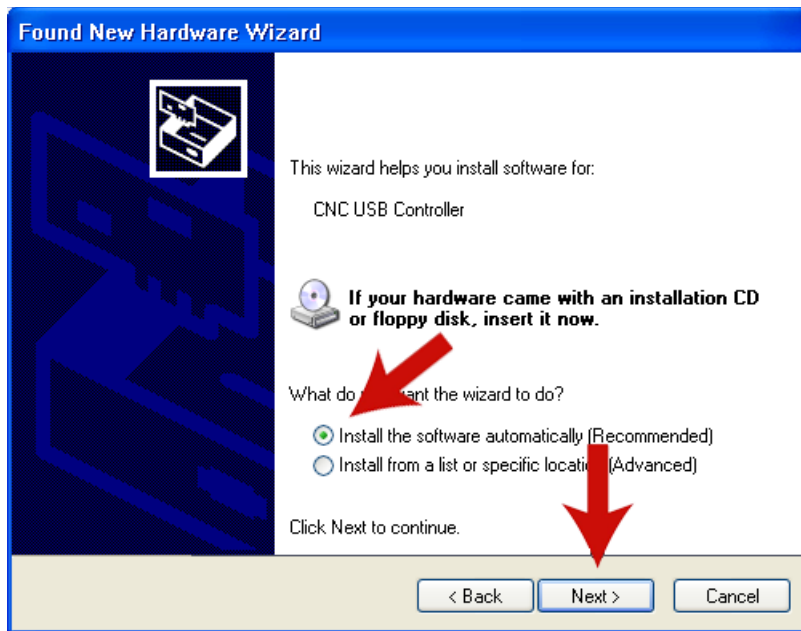 Found New Hardware Wizard
This wizard helps you install software for:
CNC USB Controller
If your hardware came with an installation CD
or floppy disk, insert it now.
What do want the wizard to do?
Install the software automatically (Recommended)
Install from a list or specific location (Advanced)
Click Next to continue.
< Back
Next >
Cancel